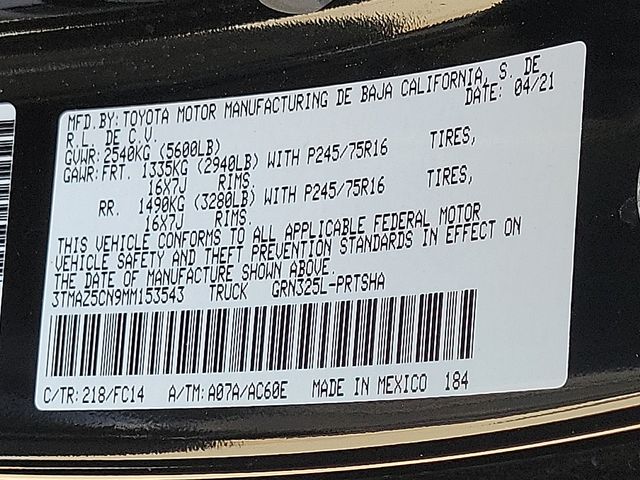 MFD.BY:TOYOTA MOTOR MANUFACTURING DE BAJA CALIFORNIA, S. DE
R.L. DE C.V. DATE: 04/21
GVWR:2540KG (5600LB)
GAWR:FRT. 1335KG (2940LB) WITH P245/75R16 TIRES,
16X7J RIMS.
RR. 1490KG (3280LB) WITH P245/75R16 TIRES,
16X7J RIMS.
THIS VEHICLE CONFORMS TO ALL APPLICABLE FEDERAL MOTOR
VEHICLE SAFETY AND THEFT PREVENTION STANDARDS IN EFFECT ON
THE DATE OF MANUFACTURE SHOWN ABOVE.
3TMAZ5CN9MM153543 TRUCK GRN325L-PRTSHA
C/TR:218/FC14 A/TM:A07A/AC60E MADE IN MEXICO 184